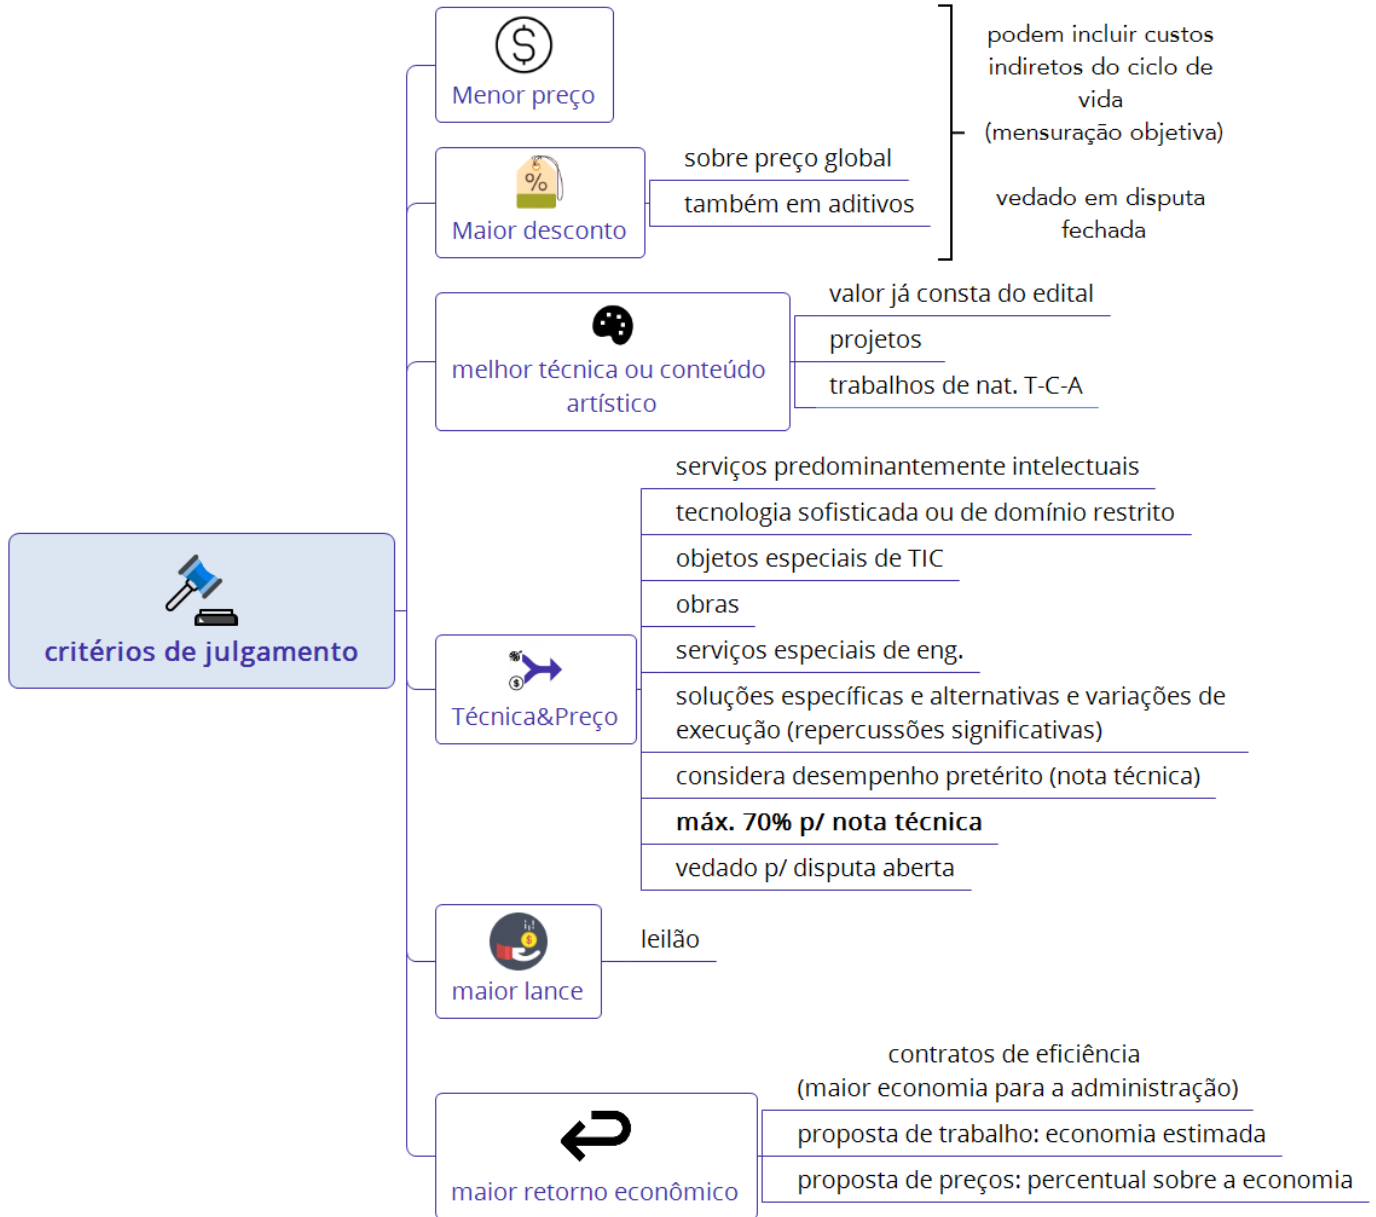 $
Menor preço
podem incluir custos
indiretos do ciclo de
vida
(mensuração objetiva)
vedado em disputa
fechada
%
Maior desconto
sobre preço global
também em aditivos
melhor técnica ou conteúdo
artístico
valor já consta do edital
projetos
trabalhos de nat. T-C-A
critérios de julgamento
$
Técnica&Preço
serviços predominantemente intelectuais
tecnologia sofisticada ou de domínio restrito
objetos especiais de TIC
obras
serviços especiais de eng.
soluções específicas e alternativas e variações de
execução (repercussões significativas)
considera desempenho pretérito (nota técnica)
máx. 70% p/ nota técnica
vedado p/ disputa aberta
$
maior lance
leilão
maior retorno econômico
contratos de eficiência
(maior economia para a administração)
proposta de trabalho: economia estimada
proposta de preços: percentual sobre a economia